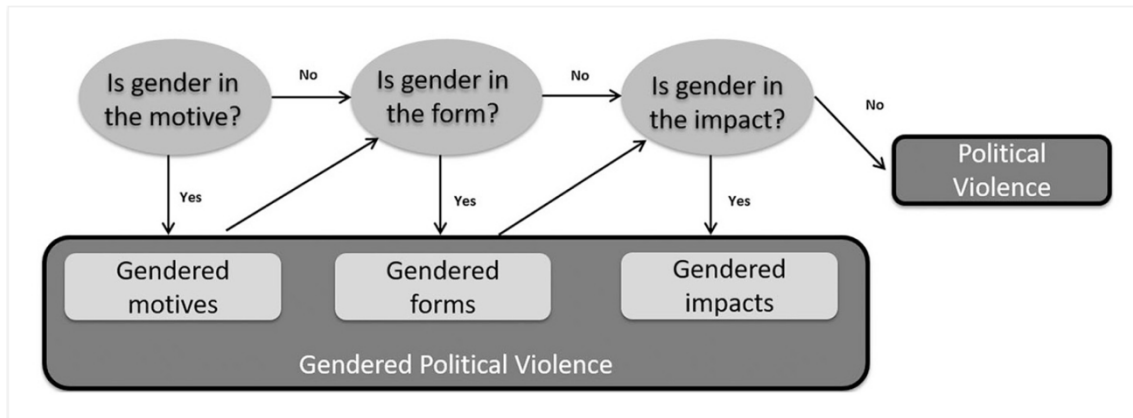 Is gender in
the motive?
No
Is gender in
the form?
No
Is gender in
the impact?
No
Political
Violence
Yes
Yes
Yes
Gendered
motives
Gendered
forms
Gendered
impacts
Gendered Political Violence